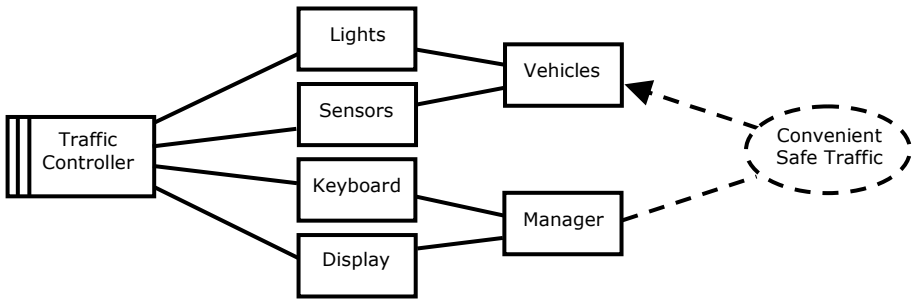 Lights
Vehicles
Sensors
Traffic
Controller
Convenient
Safe Traffic
Keyboard
Manager
Display